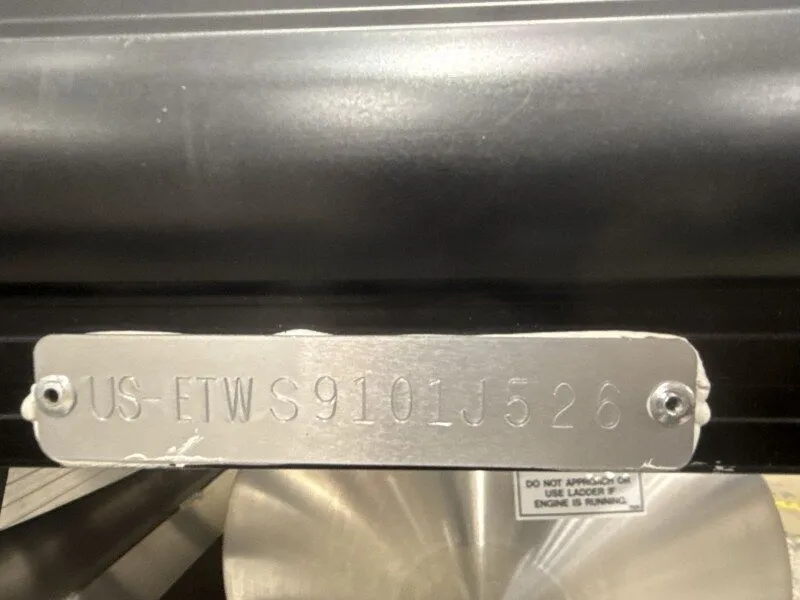 US-ETWS9101J526
DO NOT APPROACH OR
USE LADDER IF
ENGINE IS RUNNING.